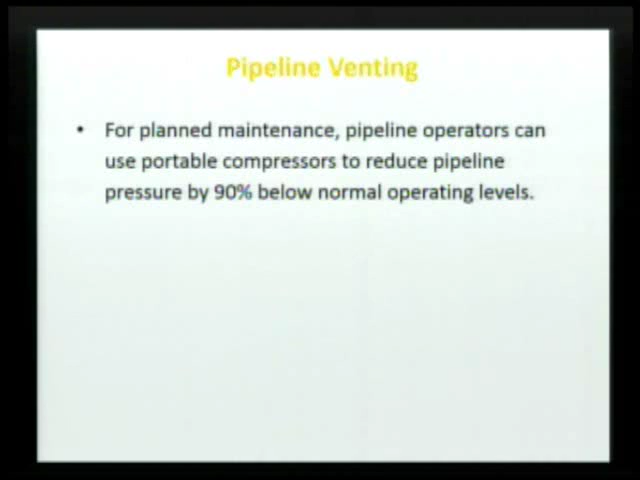 Pipeline Venting
• For planned maintenance, pipeline operators can
use portable compressors to reduce pipeline
pressure by 90% below normal operating levels.